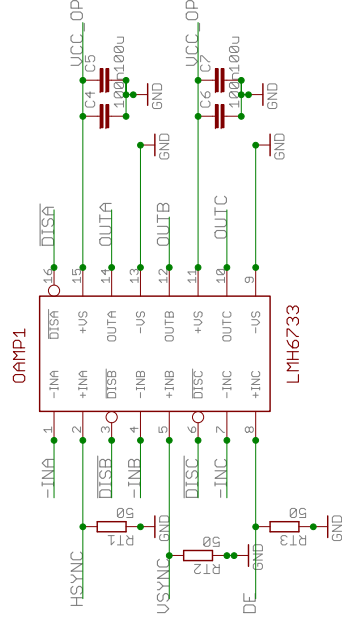 VCC_OP
VCC_OP
C5
100u
C4
100n
GND
GND
C7
100u
C6
100n
GND
GND
DISA
OUTA
OUTB
OUTC
16
15
14
13
12
11
10
9
OAMP1
DISA
+VS
OUTA
-VS
OUTB
+VS
OUTC
-VS
-INA
+INA
DISB
-INB
+INB
DISC
-INC
+INC
LMH6733
1
2
3
4
5
6
7
8
-INA
DISB
-INB
DISC
-INC
HSYNC
RT1
50
GND
VSYNC
RT2
50
GND
DE
RT3
50
GND